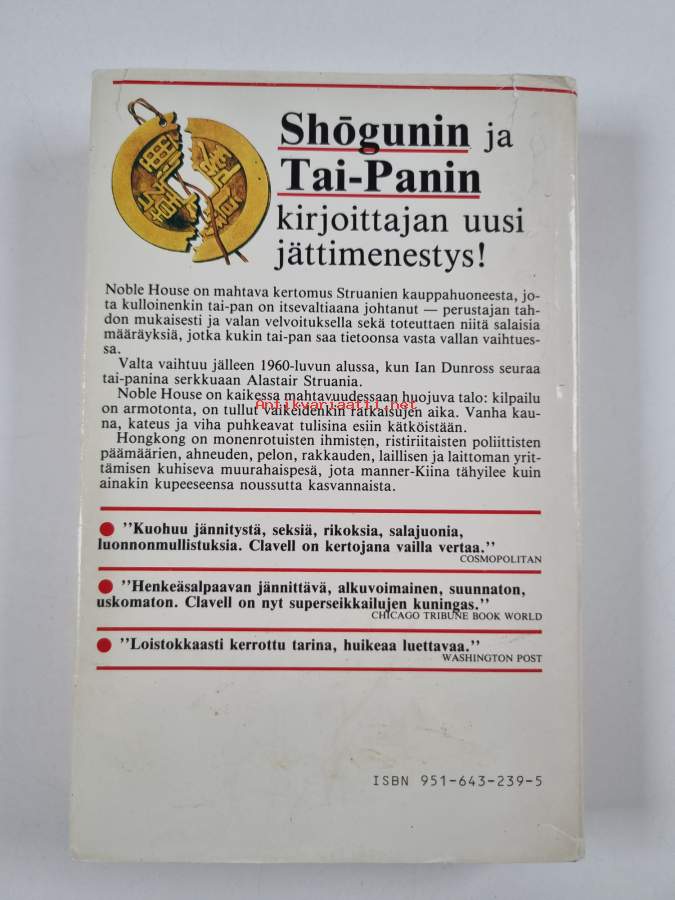 Shōgunin ja
Tai-Panin
kirjoittajan uusi
jättimenestys!
Noble House on mahtava kertomus Struanien kauppahuoneesta, jo-
ta kulloinenkin tai-pan on itsevaltiaana johtanut — perustajan tah-
don mukaisesti ja valan velvoituksella sekä toteuttaen niitä salaisia
määräyksiä, jotka kukin tai-pan saa tietoonsa vasta vallan vaihtues-
sa.
Valta vaihtuu jälleen 1960-luvun alussa, kun Ian Dunross seuraa
tai-panina serkkuaan Alastair Struania.
Noble House on kaikessa mahtavuudessaan huojuva talo: kilpailu
on armotonta, on tullut vaikeidenkin ratkaisujen aika. Vanha kau-
Antikvariaatti.net
na, kateus ja viha puhkeavat tulisina esiin kätköistään.
Hongkong on monenrotuisten ihmisten, ristiriitaisten poliittisten
päämäärien, ahneuden, pelon, rakkauden, laillisen ja laittoman yrit-
tämisen kuhiseva muurahaispesä, jota manner-Kiina tähyilee kuin
ainakin kupeeseensa noussutta kasvannaista.
● ”Kuohuu jännitystä, seksiä, rikoksia, salajuonia,
luonnonmullistuksia. Clavell on kertojana vailla vertaa.”
COSMOPOLITAN
● ”Henkeäsalpaavan jännittävä, alkuvoimainen, suunnaton,
uskomaton. Clavell on nyt superseikkailujen kuningas.”
CHICAGO TRIBUNE BOOK WORLD
● ”Loistokkaasti kerrottu tarina, huikeaa luettavaa.”
WASHINGTON POST
ISBN 951-643-239-5